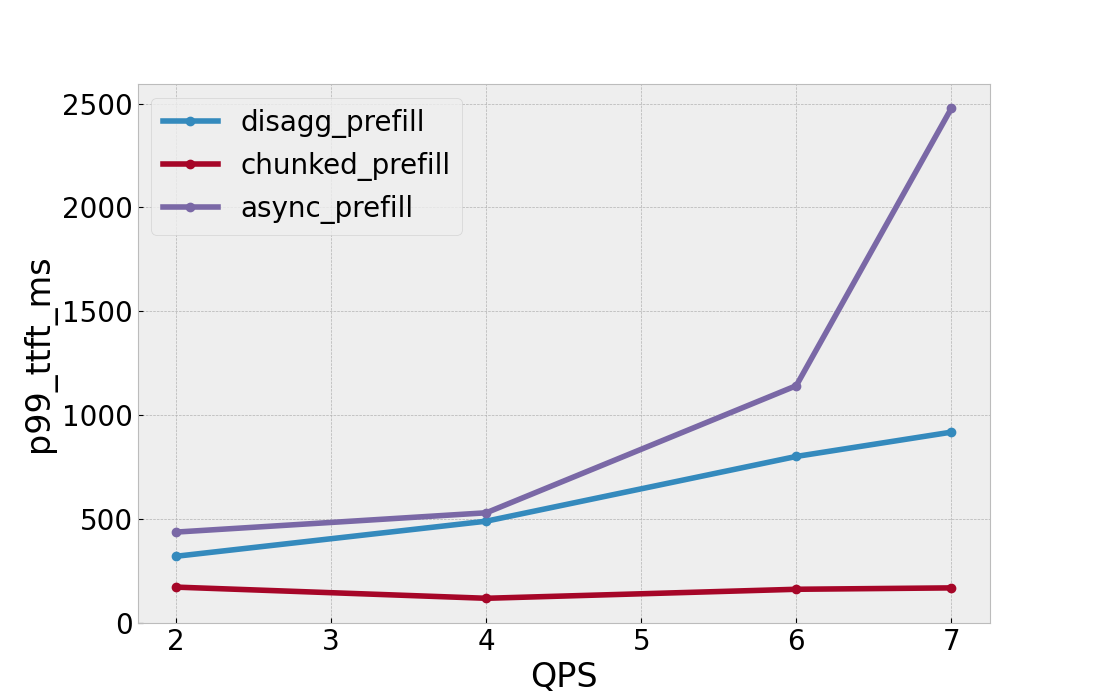 disagg_prefill
chunked_prefill
async_prefill
p99_ttft_ms
2500
2000
1500
1000
500
0
2 3 4 5 6 7
QPS